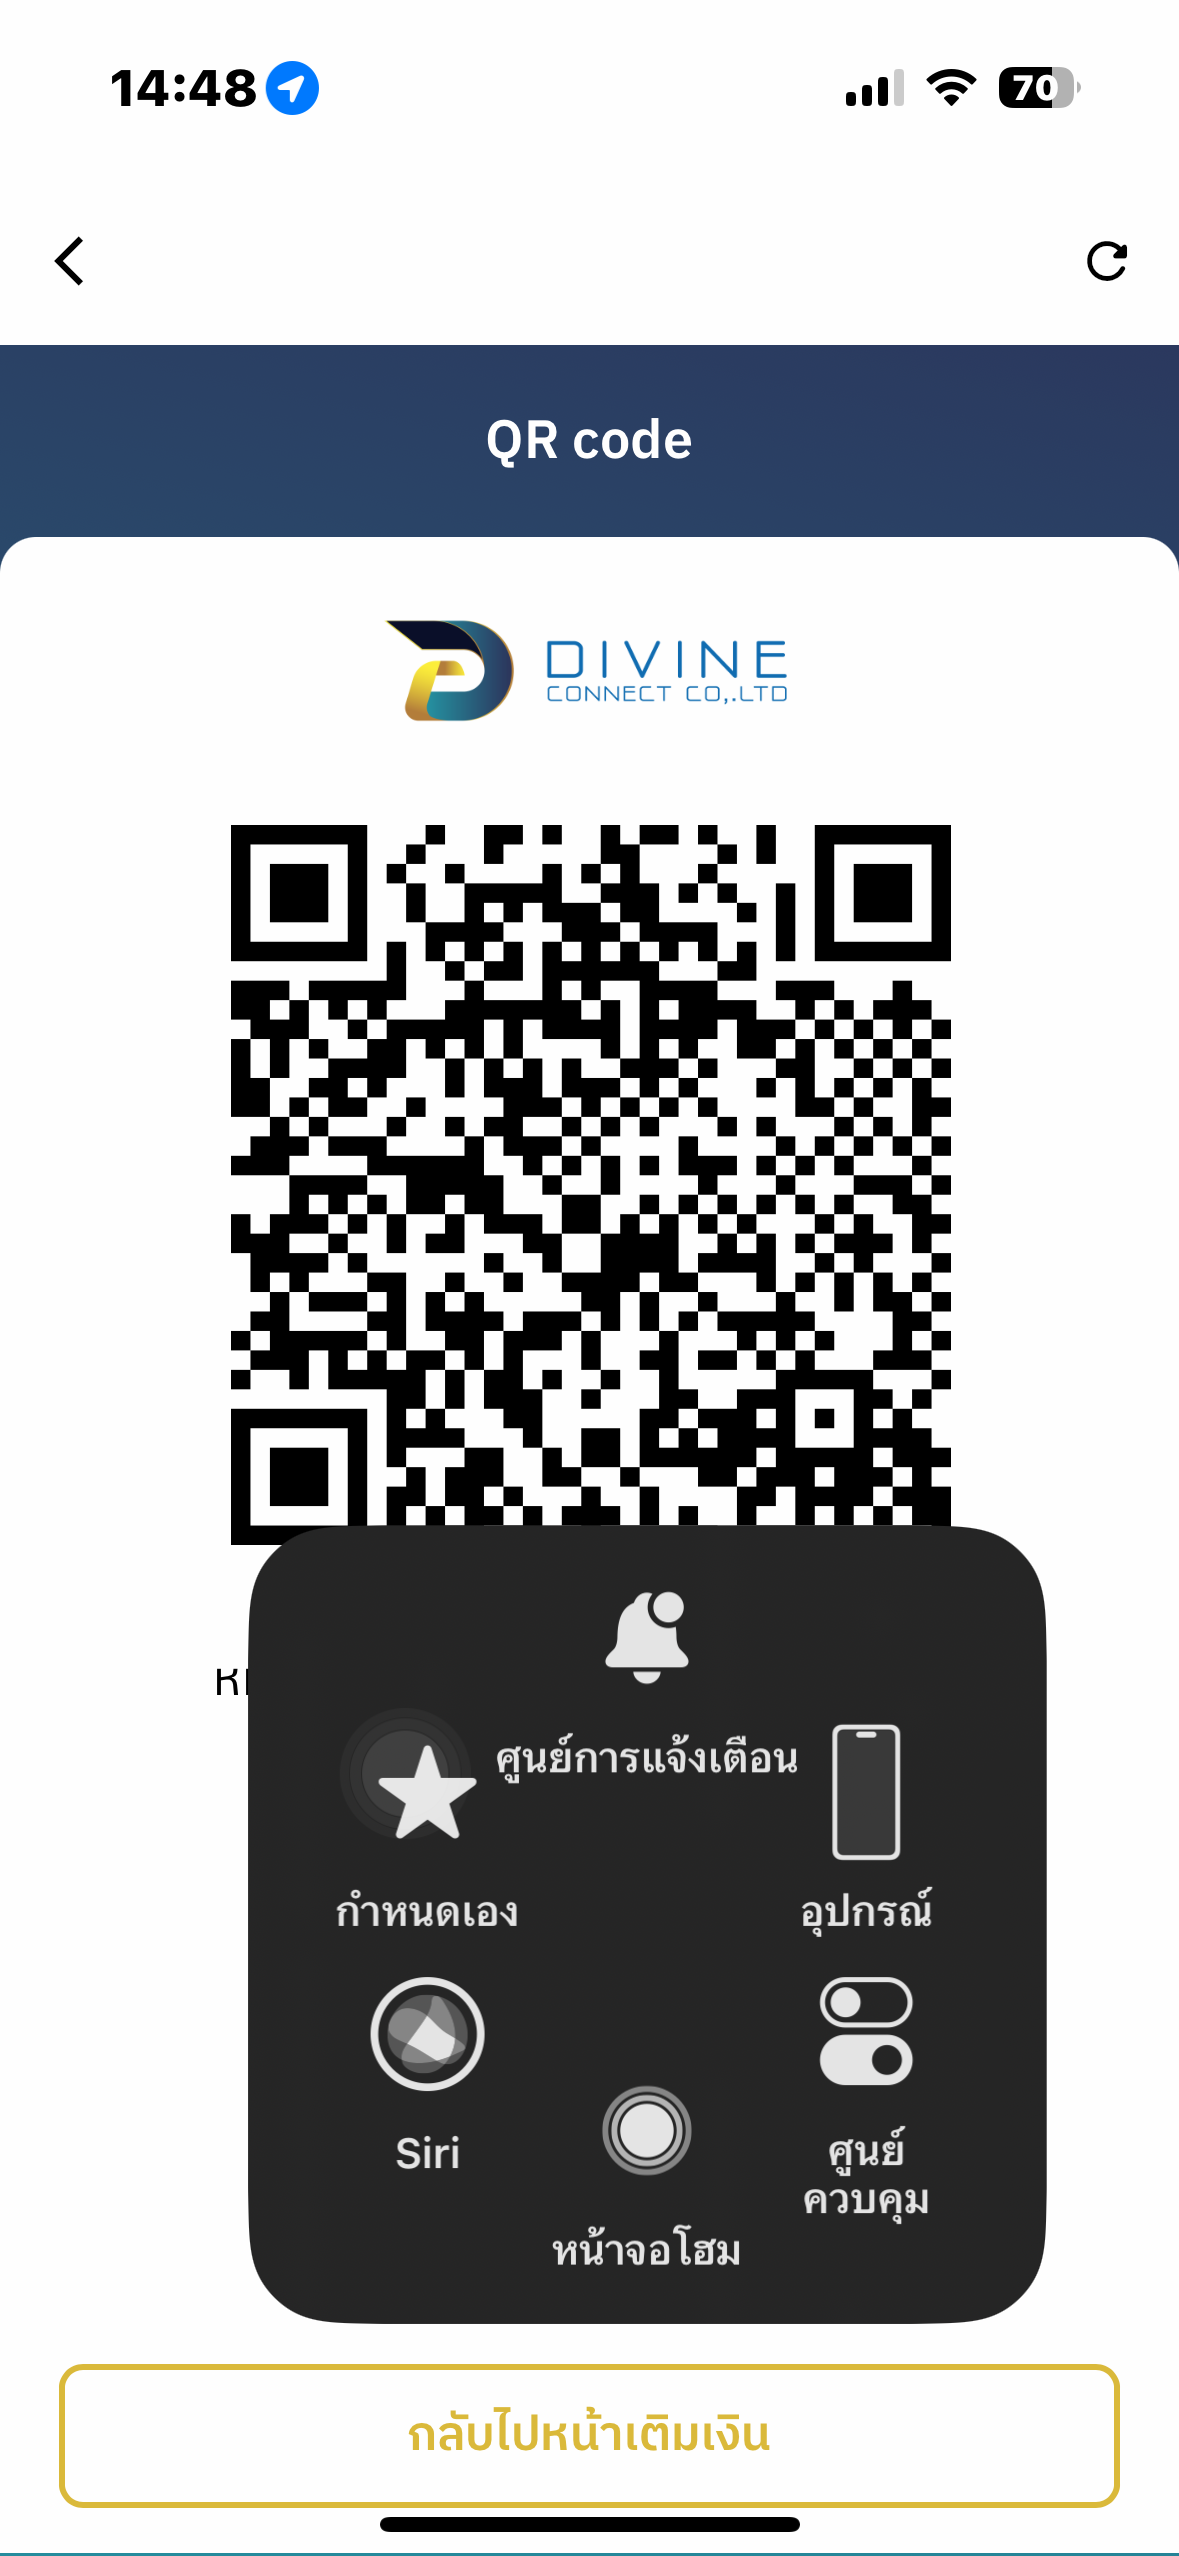 14:48
70
QR code
DIVINE
CONNECT CO,.LTD
ศูนย์การแจ้งเตือน
กำหนดเอง
อุปกรณ์
Siri
ศูนย์
ควบคุม
หน้าจอโฮม
กลับไปหน้าเติมเงิน